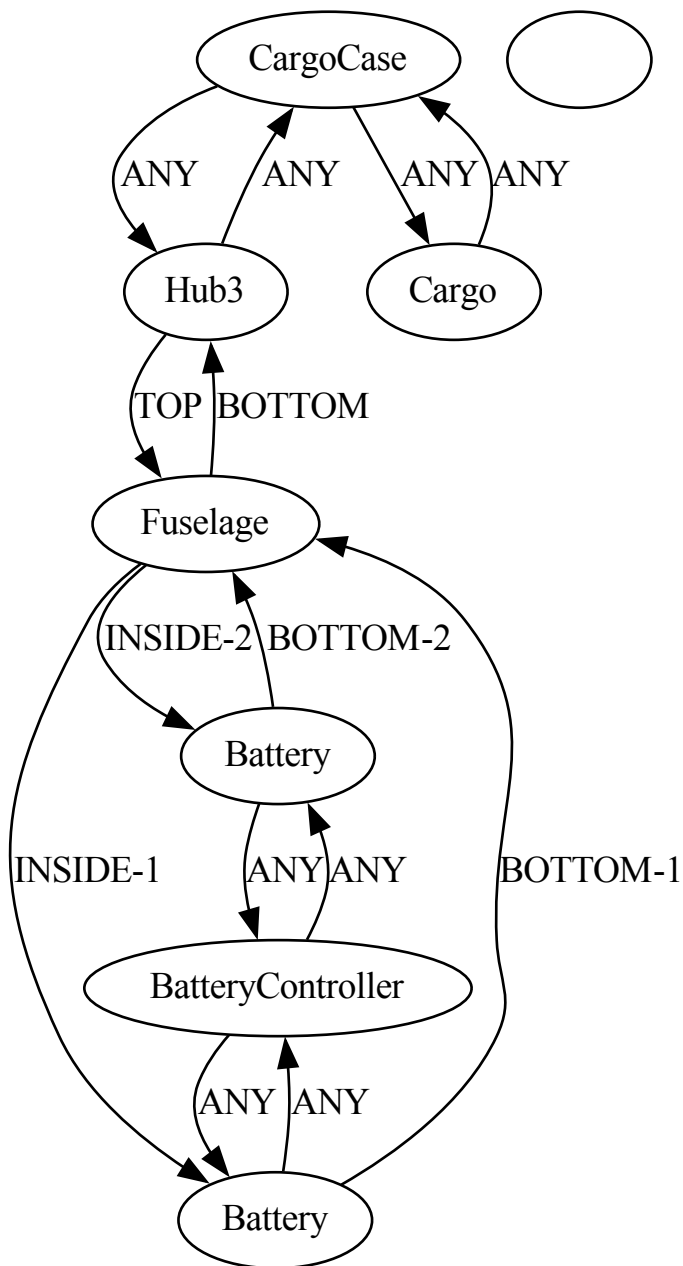 CargoCase
ANY
ANY
ANY
ANY
Hub3
Cargo
TOP
BOTTOM
Fuselage
INSIDE-2
BOTTOM-2
Battery
INSIDE-1
ANY
ANY
BOTTOM-1
BatteryController
ANY
ANY
Battery